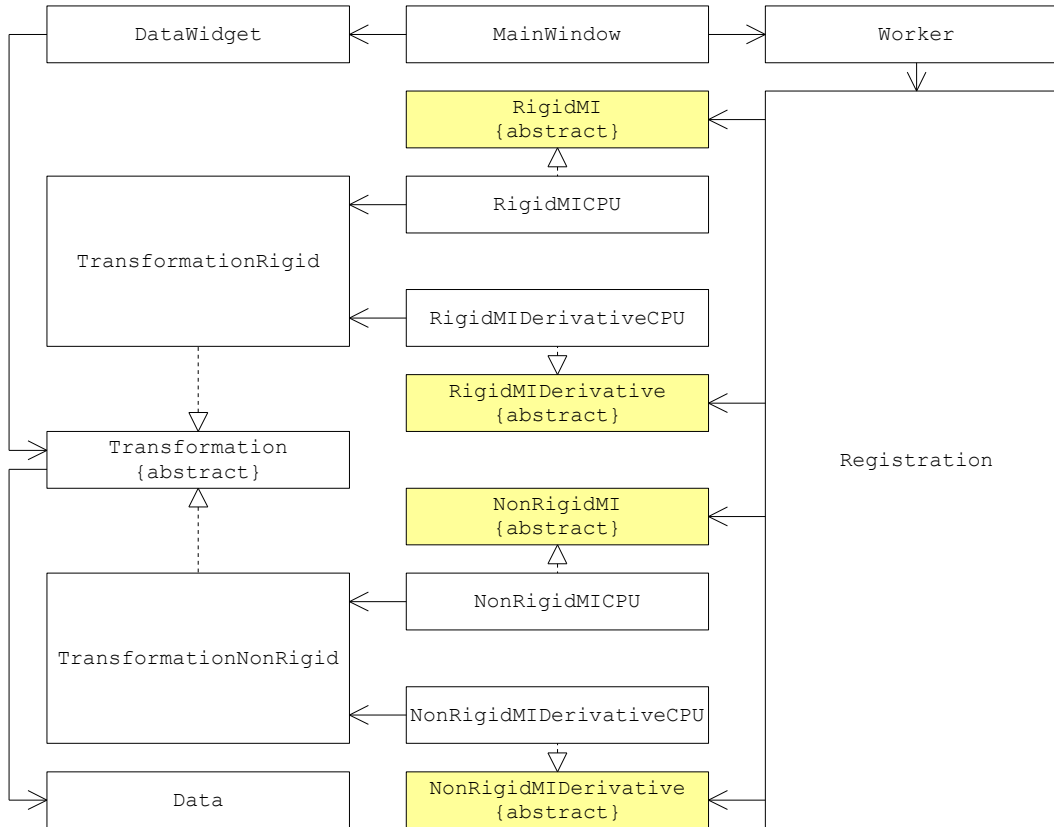 DataWidget
MainWindow
Worker
RigidMI
{abstract}
RigidMICPU
TransformationRigid
RigidMIDerivativeCPU
RigidMIDerivative
{abstract}
Transformation
{abstract}
Registration
NonRigidMI
{abstract}
NonRigidMICPU
TransformationNonRigid
NonRigidMIDerivativeCPU
Data
NonRigidMIDerivative
{abstract}